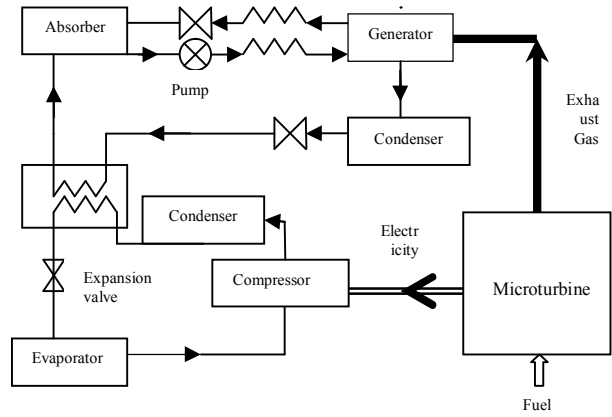 Absorber
Generator
Pump
Exha
ust
Gas
Condenser
Condenser
Electr
icity
Expansion
valve
Compressor
Microturbine
Evaporator
Fuel